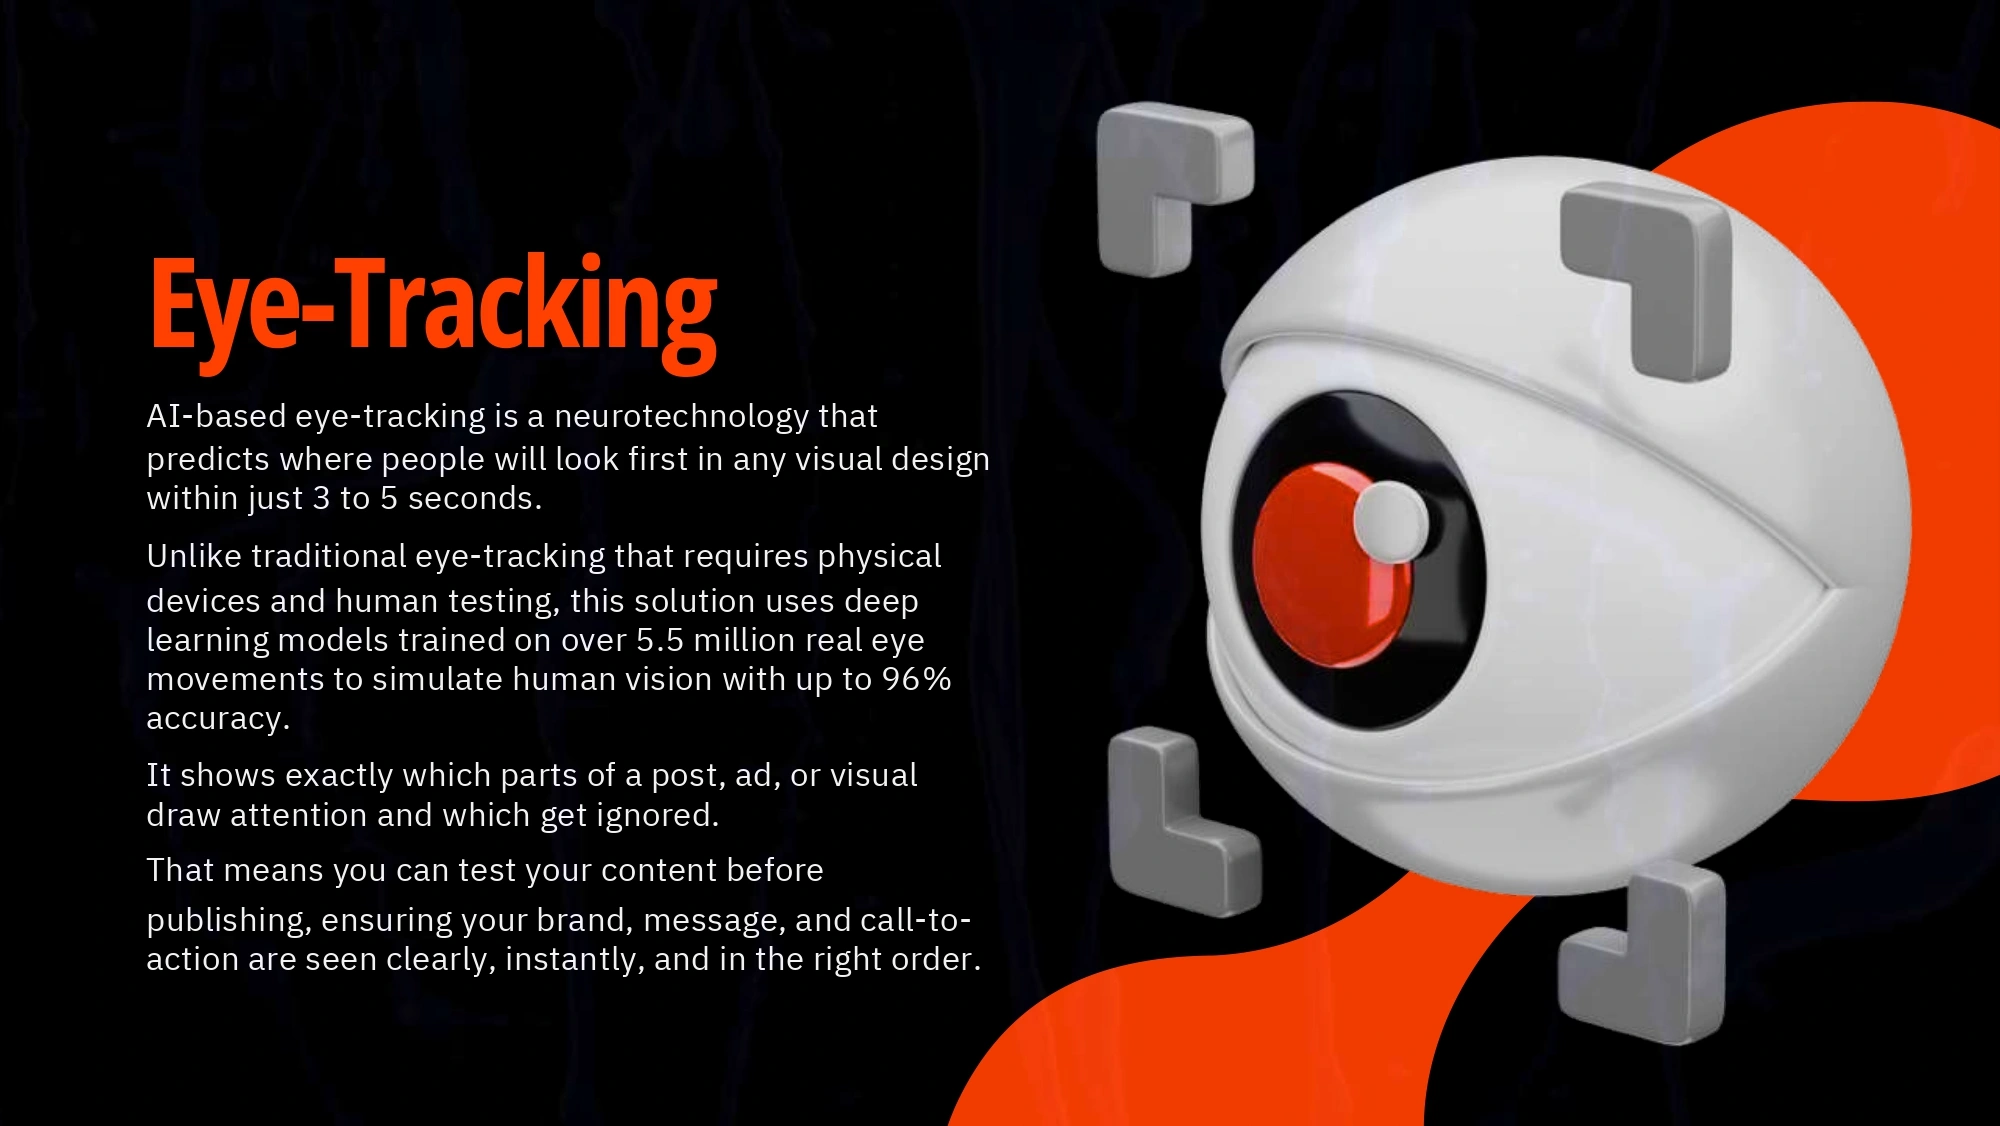 Eye-Tracking
AI-based eye-tracking is a neurotechnology that
predicts where people will look first in any visual design
within just 3 to 5 seconds.
Unlike traditional eye-tracking that requires physical
devices and human testing, this solution uses deep
learning models trained on over 5.5 million real eye
movements to simulate human vision with up to 96%
accuracy.
It shows exactly which parts of a post, ad, or visual
draw attention and which get ignored.
That means you can test your content before
publishing, ensuring your brand, message, and call-to-
action are seen clearly, instantly, and in the right order.